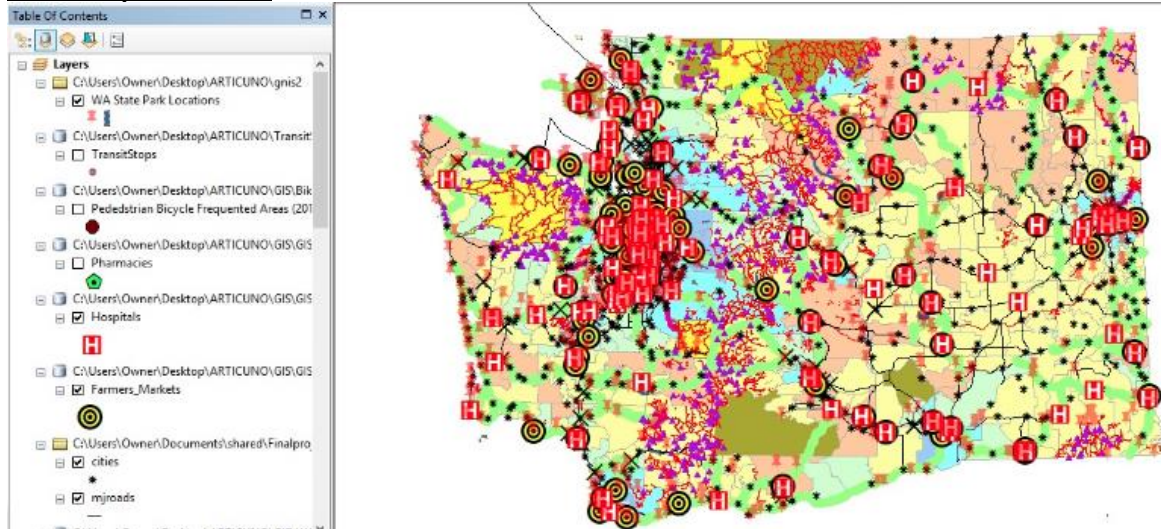 Table Of Contents
Layers
C:\Users\Owner\Desktop\ARTICUNO\gnis2
WA State Park Locations
C:\Users\Owner\Desktop\ARTICUNO\Transit
TransitStops
C:\Users\Owner\Desktop\ARTICUNO\GIS\Bik
Pededstrian Bicycle Frequented Areas (201
C:\Users\Owner\Desktop\ARTICUNO\GIS\GIS
Pharmacies
C:\Users\Owner\Desktop\ARTICUNO\GIS\GIS
Hospitals
H
C:\Users\Owner\Desktop\ARTICUNO\GIS\GIS
Farmers_Markets
C:\Users\Owner\Documents\shared\Finalpro
cities
mjroads